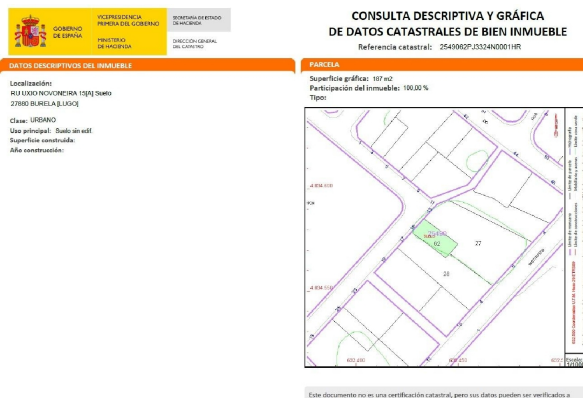 GOBIERNO
DE ESPAÑA
VICEPRESIDENCIA
PRIMERA DEL GOBIERNO
MINISTERIO
DE HACIENDA
SECRETARÍA DE ESTADO
DE HACIENDA
DIRECCIÓN GENERAL
DEL CATASTRO
CONSULTA DESCRIPTIVA Y GRÁFICA
DE DATOS CATASTRALES DE BIEN INMUEBLE
Referencia catastral: 2549062PJ3324N0001HR
DATOS DESCRIPTIVOS DEL INMUEBLE
Localización:
RU UXIO NOVONEIRA 15[A] Suelo
27880 BURELA [LUGO]
Clase: URBANO
Uso principal: Suelo sin edif.
Superficie construida:
Año construcción:
PARCELA
Superficie gráfica: 187 m2
Participación del inmueble: 100,00 %
Tipo:
62
27
28
Este documento no es una certificación catastral, pero sus datos pueden ser verificados a